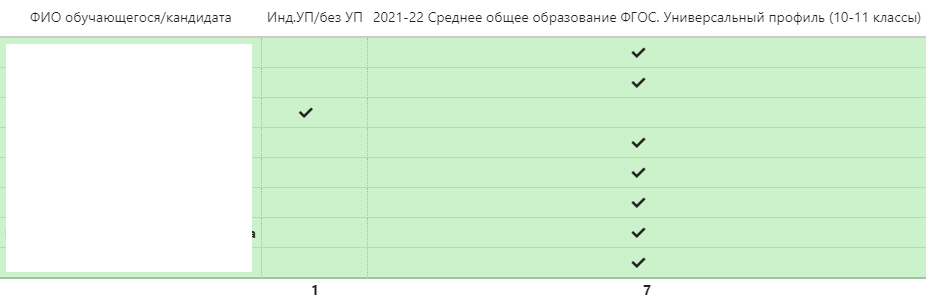 ФИО обучающегося/кандидата Инд.УП/без УП 2021-22 Среднее общее образование ФГОС. Универсальный профиль (10-11 классы)
а
1 7